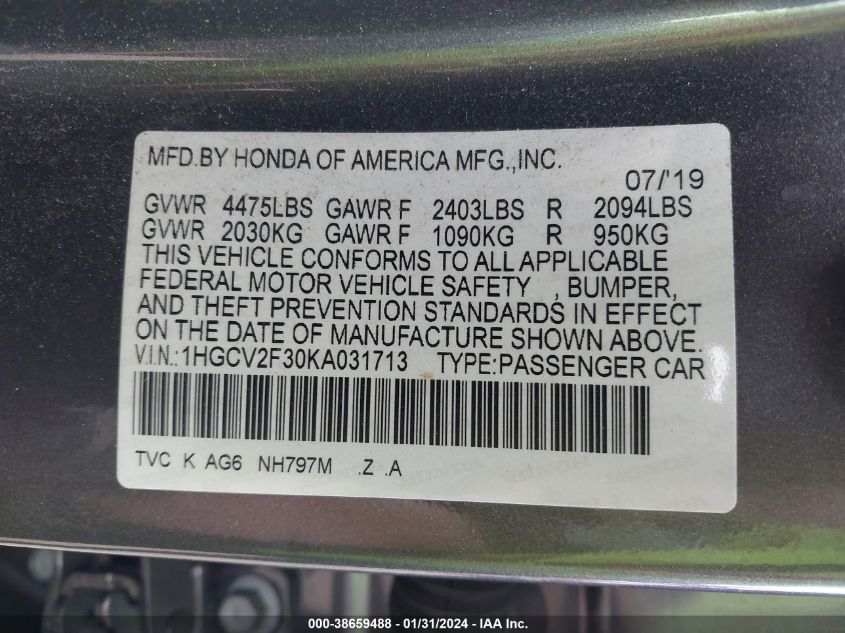 MFD.BY HONDA OF AMERICA MFG.,INC.
07/'19
GVWR 4475LBS GAWR F 2403LBS R 2094LBS
GVWR 2030KG GAWR F 1090KG R 950KG
THIS VEHICLE CONFORMS TO ALL APPLICABLE
FEDERAL MOTOR VEHICLE SAFETY , BUMPER,
AND THEFT PREVENTION STANDARDS IN EFFECT
ON THE DATE OF MANUFACTURE SHOWN ABOVE.
V.I.N.:1HGCV2F30KA031713 TYPE:PASSENGER CAR
TVC K AG6 NH797M .Z .A
000-38659488 - 01/31/2024 - IAA Inc.